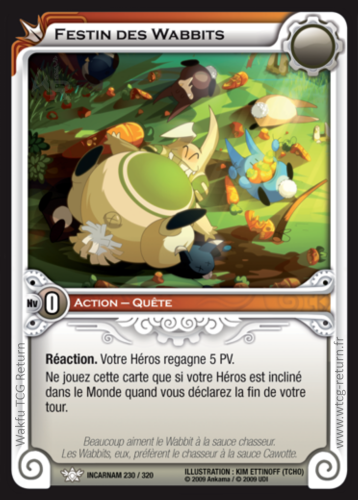 Festin des Wabbits
Nv 0
Action – Quête
Réaction. Votre Héros regagne 5 PV.
Ne jouez cette carte que si votre Héros est incliné
dans le Monde quand vous déclarez la fin de votre
tour.
Beaucoup aiment le Wabbit à la sauce chasseur.
Les Wabbits, eux, préfèrent le chasseur à la sauce Cawotte.
INCARNAM 230 / 320
ILLUSTRATION : KIM ETTINOFF (TCHO)
© 2009 Ankama / © 2009 UDI
Wakfu TCG Return
www.wtcg-return.fr